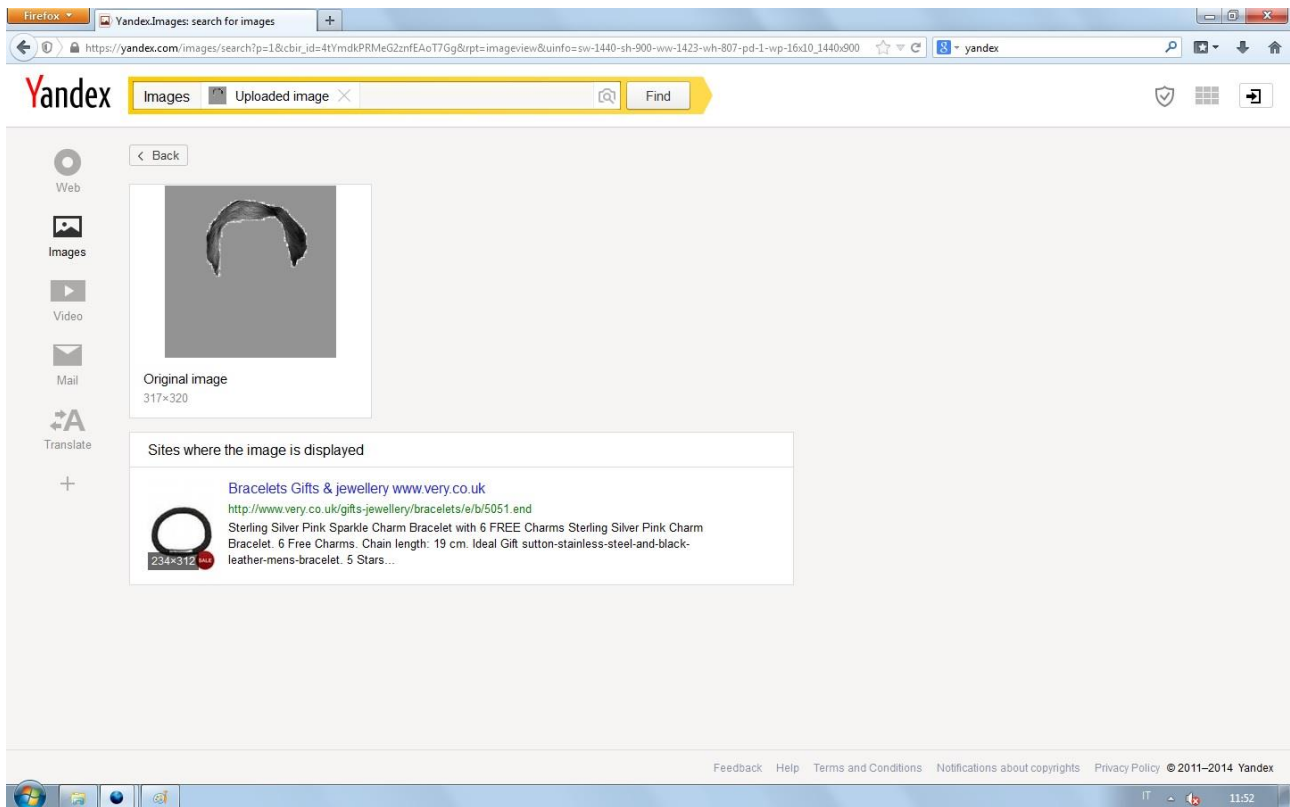 Firefox
Yandex.Images: search for images
https://yandex.com/images/search?p=1&cbir_id=4tYmdkPRMeG2znfEAoT7Gg&rpt=imageview&uinfo=sw-1440-sh-900-ww-1423-wh-807-pd-1-wp-16x10_1440x900
yandex
Yandex
Images
Uploaded image
Find
Back
Web
Images
Video
Mail
Translate
Original image
317×320
Sites where the image is displayed
Bracelets Gifts & jewellery www.very.co.uk
http://www.very.co.uk/gifts-jewellery/bracelets/e/b/5051.end
Sterling Silver Pink Sparkle Charm Bracelet with 6 FREE Charms Sterling Silver Pink Charm
Bracelet. 6 Free Charms. Chain length: 19 cm. Ideal Gift sutton-stainless-steel-and-black-
leather-mens-bracelet. 5 Stars...
234×312
SALE
Feedback Help Terms and Conditions Notifications about copyrights Privacy Policy © 2011–2014 Yandex
IT 11:52